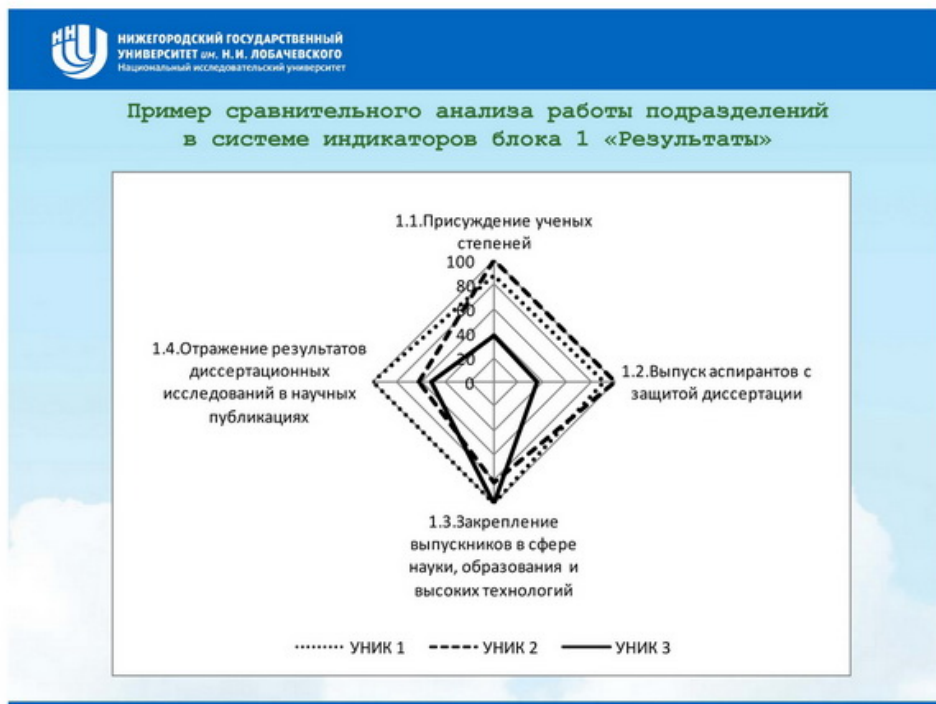 ННУ
НИЖЕГОРОДСКИЙ ГОСУДАРСТВЕННЫЙ
УНИВЕРСИТЕТ им. Н.И. ЛОБАЧЕВСКОГО
Национальный исследовательский университет
Пример сравнительного анализа работы подразделений
в системе индикаторов блока 1 «Результаты»
1.1.Присуждение ученых
степеней
100
80
60
40
20
0
1.4.Отражение результатов
диссертационных
исследований в научных
публикациях
1.2.Выпуск аспирантов с
защитой диссертации
1.3.Закрепление
выпускников в сфере
науки, образования и
высоких технологий
УНИК 1
УНИК 2
УНИК 3